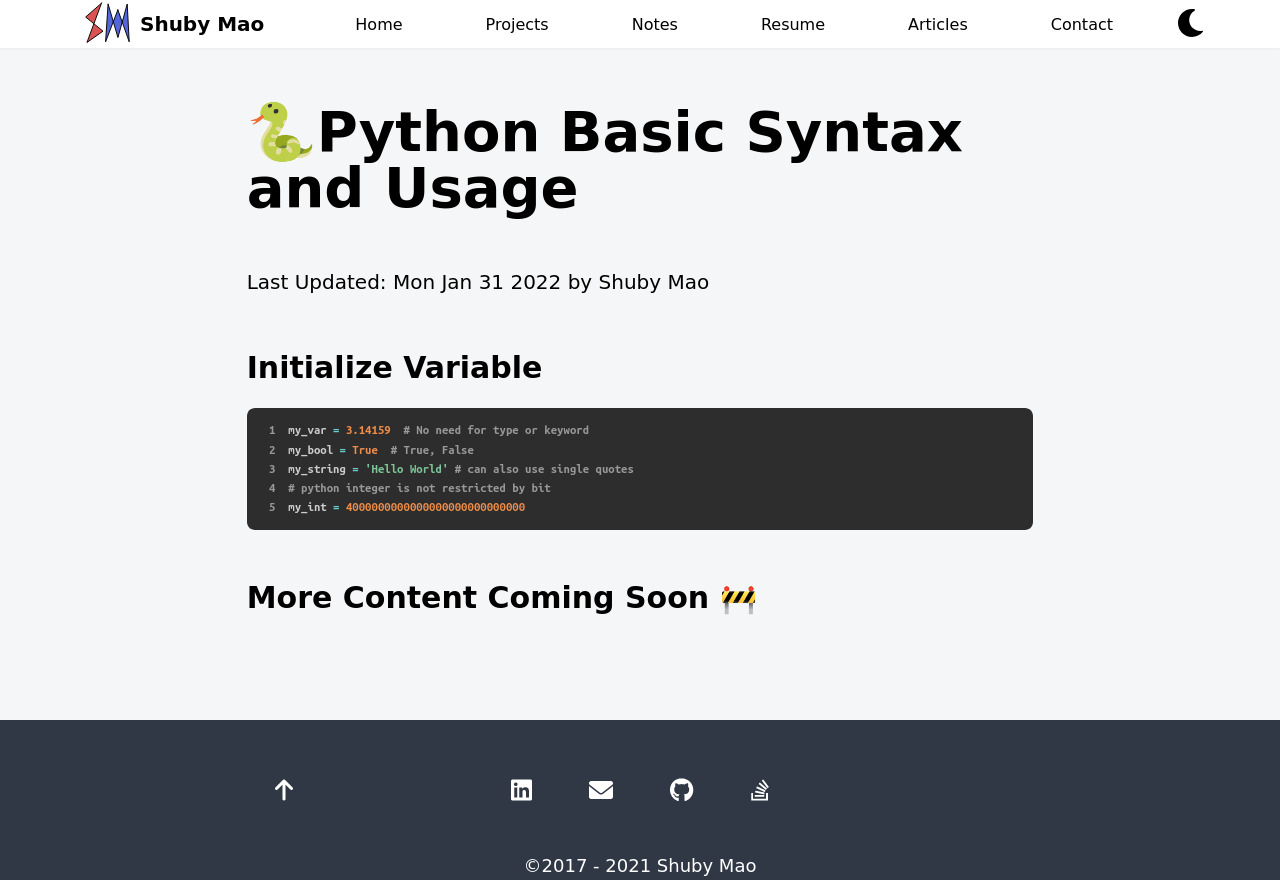 Shuby Mao Home Projects Notes Resume Articles Contact
🐍Python Basic Syntax
and Usage
Last Updated: Mon Jan 31 2022 by Shuby Mao
Initialize Variable
1 my_var = 3.14159  # No need for type or keyword
2 my_bool = True  # True, False
3 my_string = 'Hello World' # can also use single quotes
4 # python integer is not restricted by bit
5 my_int = 4000000000000000000000000000
More Content Coming Soon 🚧
©2017 - 2021 Shuby Mao